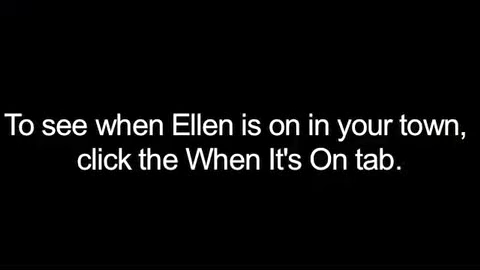 To see when Ellen is on in your town,
click the When It's On tab.